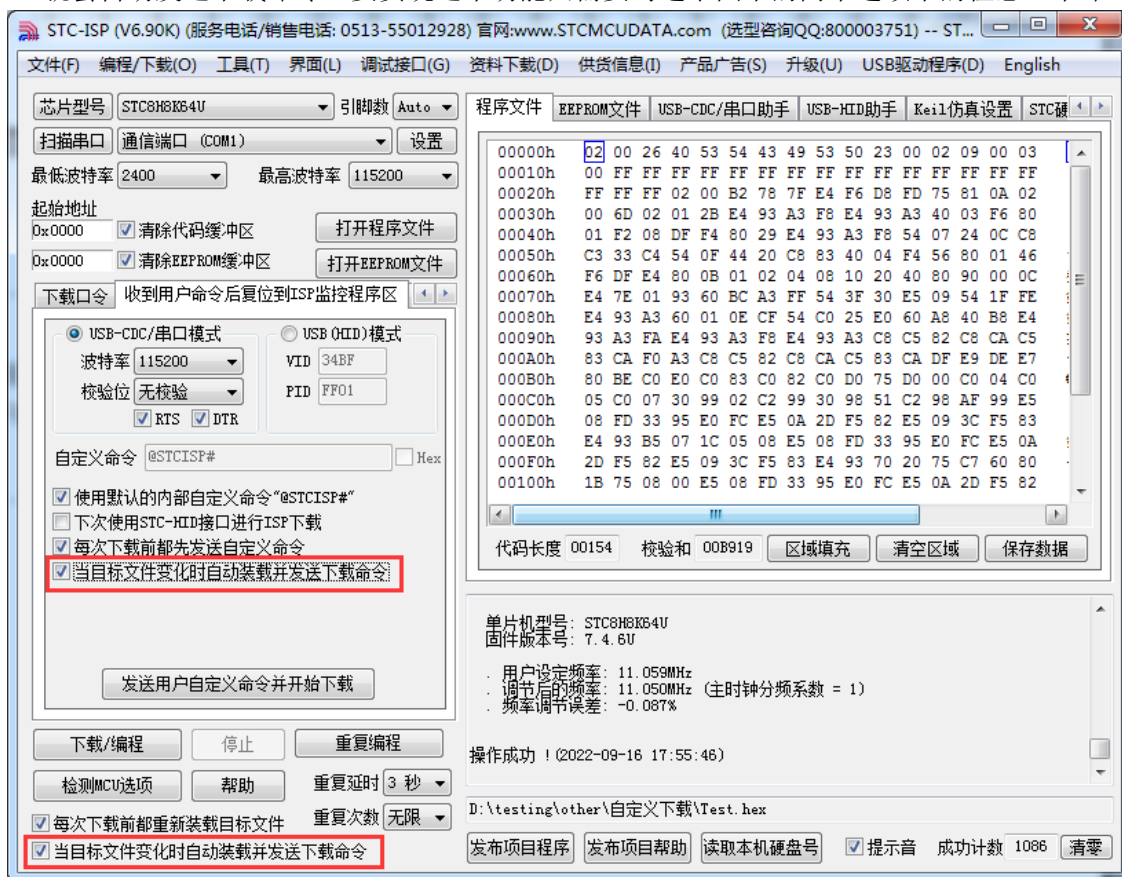 STC-ISP (V6.90K) (服务电话/销售电话: 0513-55012928) 官网:www.STCMCUDATA.com (选型咨询QQ:800003751) -- ST...
文件(F) 编程/下载(O) 工具(T) 界面(L) 调试接口(G) 资料下载(D) 供货信息(I) 产品广告(S) 升级(U) USB驱动程序(D) English
芯片型号 STC8H8K64U 引脚数 Auto
扫描串口 通信端口 (COM1) 设置
最低波特率 2400 最高波特率 115200
起始地址
0x0000 清除代码缓冲区 打开程序文件
0x0000 清除EEPROM缓冲区 打开EEPROM文件
下载口令 收到用户命令后复位到ISP监控程序区
USB-CDC/串口模式 USB(HID)模式
波特率 115200 VID 34BF
校验位 无校验 PID FF01
RTS DTR
自定义命令 @STCISP# Hex
使用默认的内部自定义命令"@STCISP#"
下次使用STC-HID接口进行ISP下载
每次下载前都先发送自定义命令
当目标文件变化时自动装载并发送下载命令
发送用户自定义命令并开始下载
下载/编程 停止 重复编程
检测MCU选项 帮助 重复延时 3 秒
每次下载前都重新装载目标文件 重复次数 无限
当目标文件变化时自动装载并发送下载命令
程序文件 EEPROM文件 USB-CDC/串口助手 USB-HID助手 Keil仿真设置 STC硬
00000h 02 00 26 40 53 54 43 49 53 50 23 00 02 09 00 03
00010h 00 FF FF FF FF FF FF FF FF FF FF FF FF FF FF FF
00020h FF FF FF 02 00 B2 78 7F E4 F6 D8 FD 75 81 0A 02
00030h 00 6D 02 01 2B E4 93 A3 F8 E4 93 A3 40 03 F6 80
00040h 01 F2 08 DF F4 80 29 E4 93 A3 F8 54 07 24 0C C8
00050h C3 33 C4 54 0F 44 20 C8 83 40 04 F4 56 80 01 46
00060h F6 DF E4 80 0B 01 02 04 08 10 20 40 80 90 00 0C
00070h E4 7E 01 93 60 BC A3 FF 54 3F 30 E5 09 54 1F FE
00080h E4 93 A3 60 01 0E CF 54 C0 25 E0 60 A8 40 B8 E4
00090h 93 A3 FA E4 93 A3 F8 E4 93 A3 C8 C5 82 C8 CA C5
000A0h 83 CA F0 A3 C8 C5 82 C8 CA C5 83 CA DF E9 DE E7
000B0h 80 BE C0 E0 C0 83 C0 82 C0 D0 75 D0 00 C0 04 C0
000C0h 05 C0 07 30 99 02 C2 99 30 98 51 C2 98 AF 99 E5
000D0h 08 FD 33 95 E0 FC E5 0A 2D F5 82 E5 09 3C F5 83
000E0h E4 93 B5 07 1C 05 08 E5 08 FD 33 95 E0 FC E5 0A
000F0h 2D F5 82 E5 09 3C F5 83 E4 93 70 20 75 C7 60 80
00100h 1B 75 08 00 E5 08 FD 33 95 E0 FC E5 0A 2D F5 82
代码长度 00154 校验和 00B919 区域填充 清空区域 保存数据
单片机型号: STC8H8K64U
固件版本号: 7.4.6U
. 用户设定频率: 11.059MHz
. 调节后的频率: 11.050MHz (主时钟分频系数 = 1)
. 频率调节误差: -0.087%
操作成功 !(2022-09-16 17:55:46)
D:\testing\other\自定义下载\Test.hex
发布项目程序 发布项目帮助 读取本机硬盘号 提示音 成功计数 1086 清零